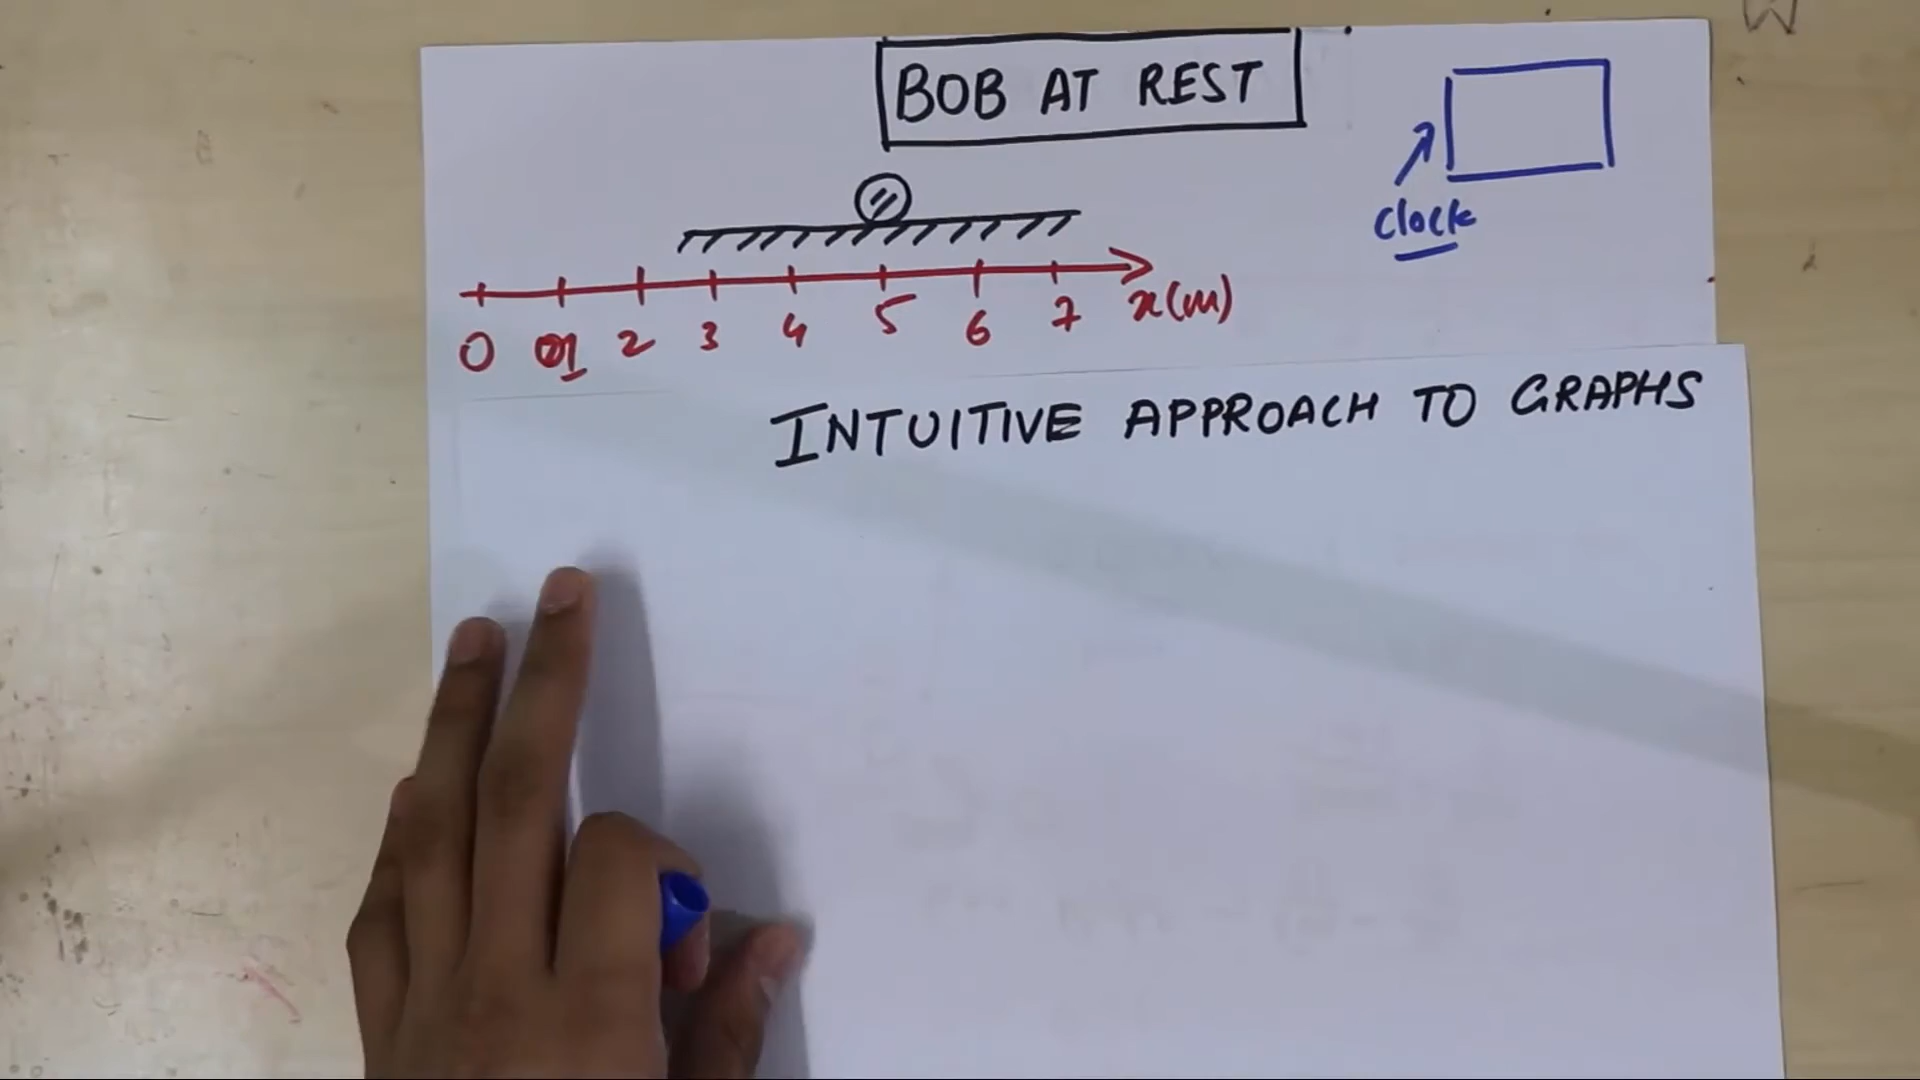 BOB AT REST
clock
0 1 2 3 4 5 6 7 x(m)
INTUITIVE APPROACH TO GRAPHS